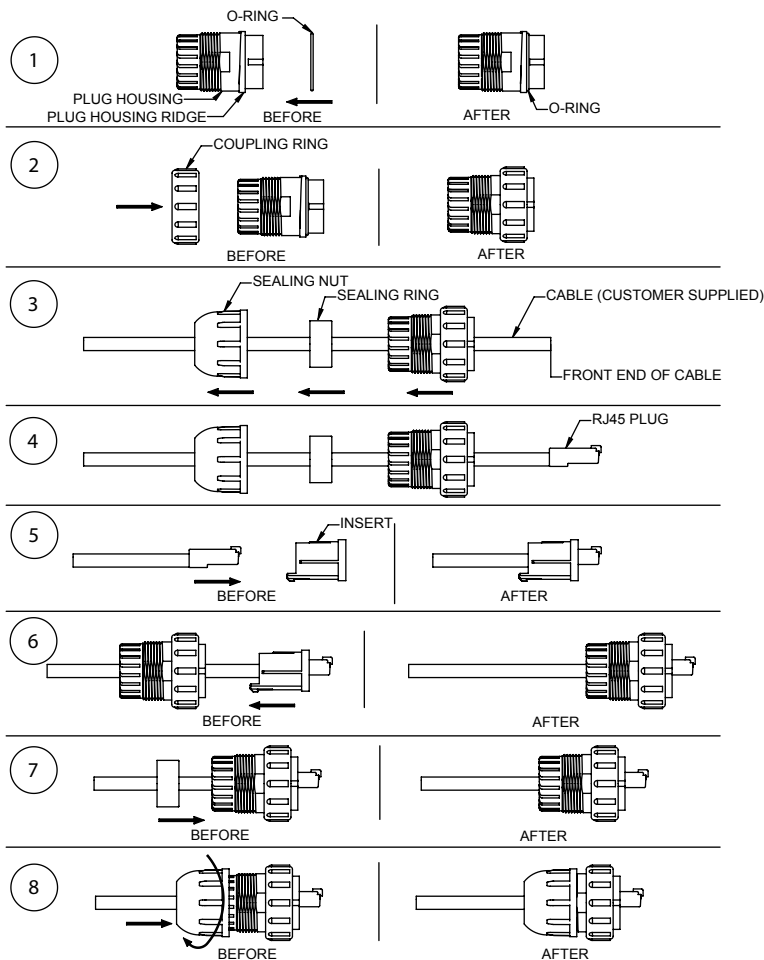 1
O-RING
PLUG HOUSING
PLUG HOUSING RIDGE
BEFORE
AFTER
O-RING
2
COUPLING RING
BEFORE
AFTER
3
SEALING NUT
SEALING RING
CABLE (CUSTOMER SUPPLIED)
FRONT END OF CABLE
4
RJ45 PLUG
5
INSERT
BEFORE
AFTER
6
BEFORE
AFTER
7
BEFORE
AFTER
8
BEFORE
AFTER